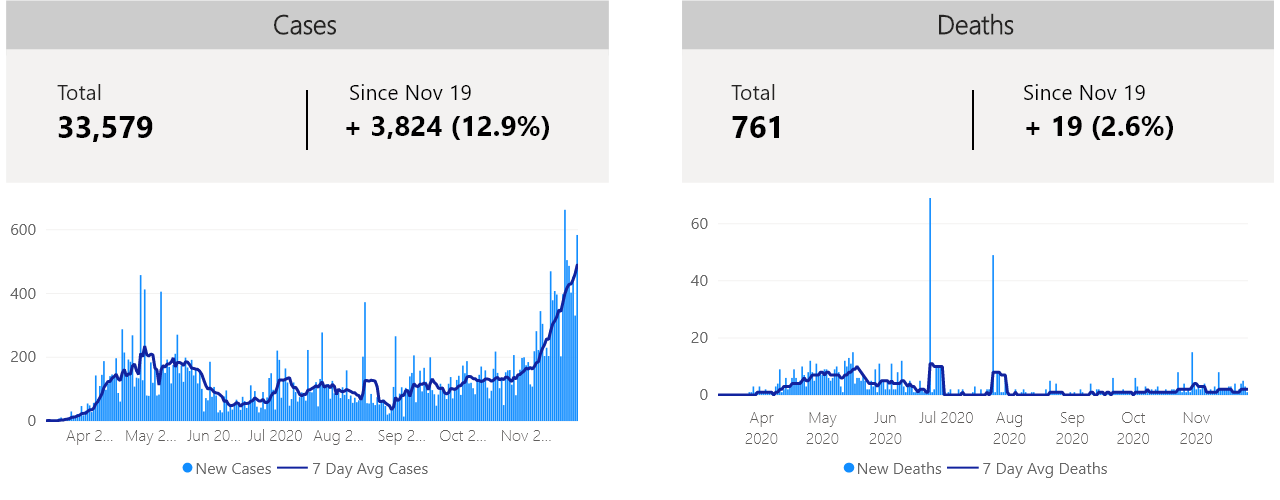 Cases
Total
33,579
Since Nov 19
+ 3,824 (12.9%)
600
400
200
0
Apr 2...
May 2...
Jun 20...
Jul 2020
Aug 2...
Sep 2...
Oct 2...
Nov 2...
New Cases
7 Day Avg Cases
Deaths
Total
761
Since Nov 19
+ 19 (2.6%)
60
40
20
0
Apr
2020
May
2020
Jun
2020
Jul 2020
Aug
2020
Sep
2020
Oct
2020
Nov
2020
New Deaths
7 Day Avg Deaths